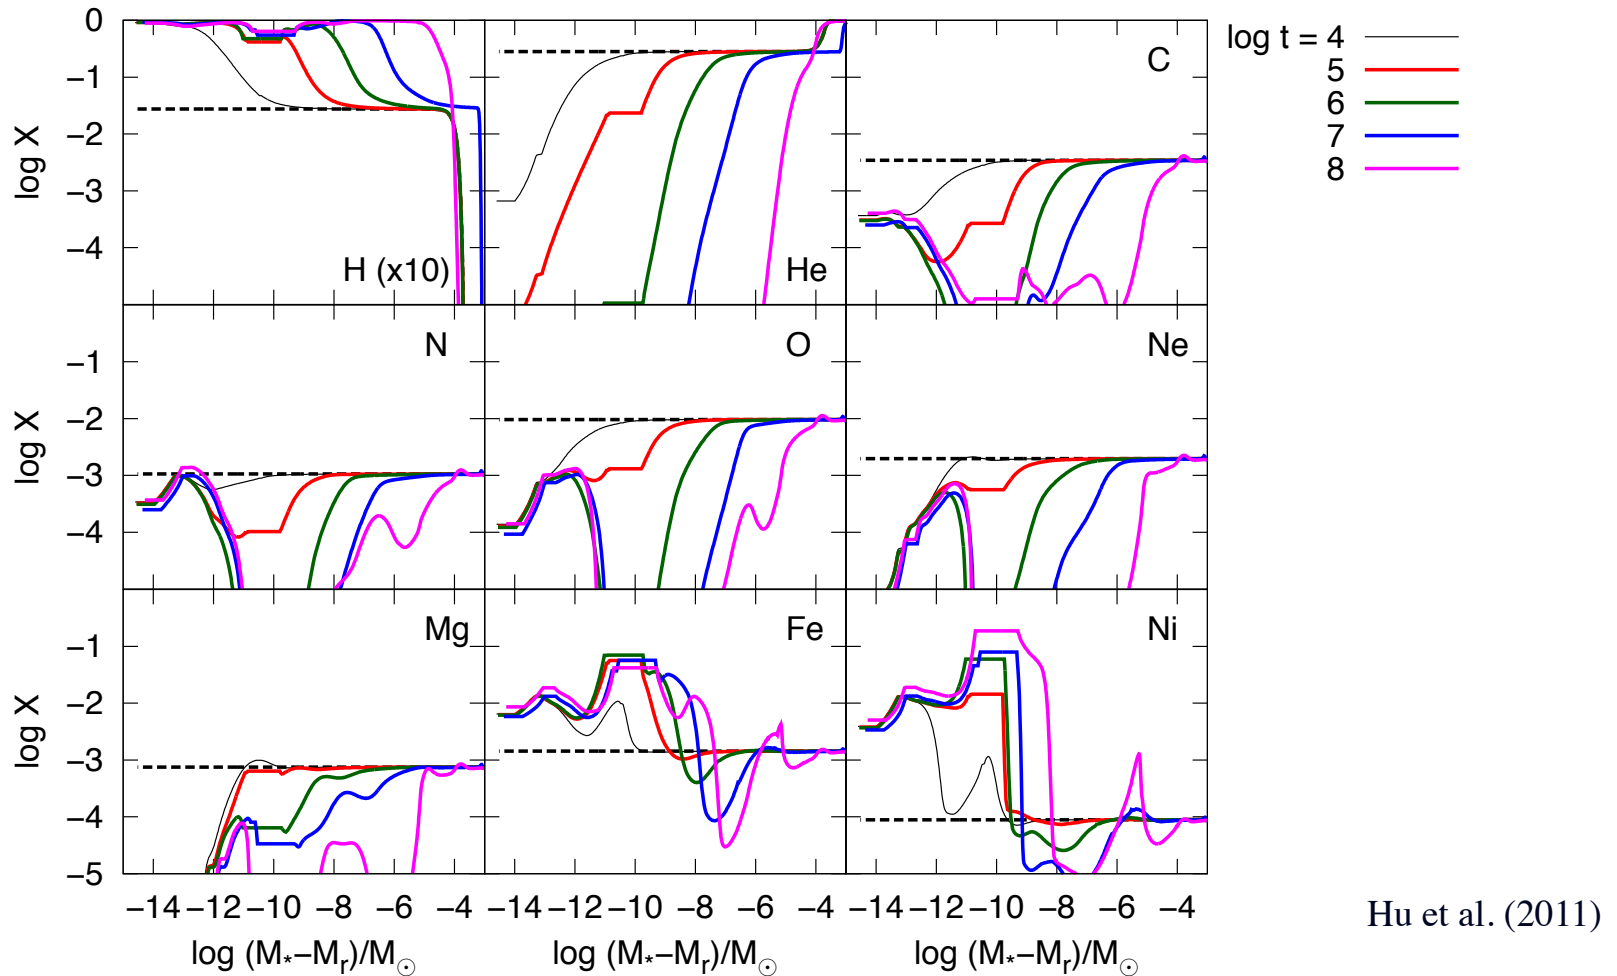 0
−1
−2
−3
−4
log X
H (x10)
He
C
log t = 4
5
6
7
8
−1
−2
−3
−4
log X
N
O
Ne
−1
−2
−3
−4
−5
log X
Mg
Fe
Ni
−14 −12 −10 −8 −6 −4
−14 −12 −10 −8 −6 −4
−14 −12 −10 −8 −6 −4
log (M*−Mr)/M☉
log (M*−Mr)/M☉
log (M*−Mr)/M☉
Hu et al. (2011)